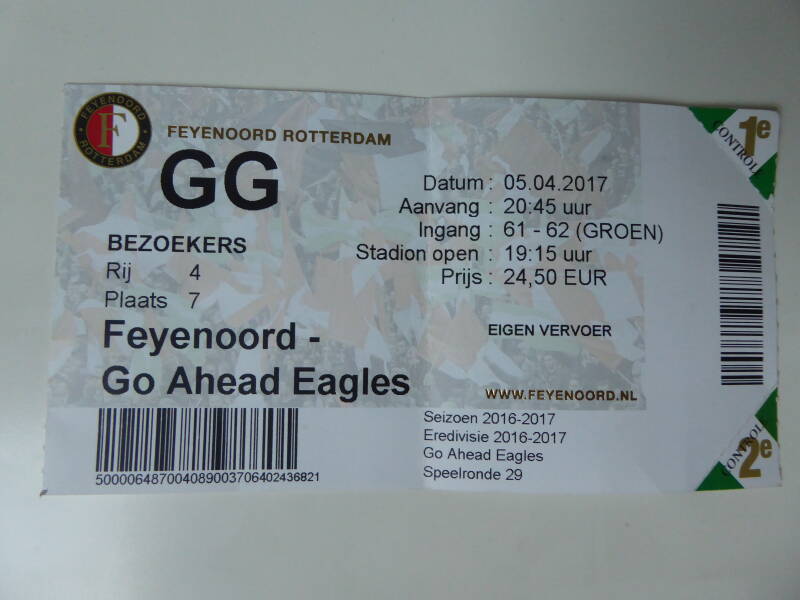 FEYENOORD
ROTTERDAM
F
FEYENOORD ROTTERDAM
GG
BEZOEKERS
Rij 4
Plaats 7
Feyenoord -
Go Ahead Eagles
Datum : 05.04.2017
Aanvang : 20:45 uur
Ingang : 61 - 62 (GROEN)
Stadion open : 19:15 uur
Prijs : 24,50 EUR
EIGEN VERVOER
WWW.FEYENOORD.NL
Seizoen 2016-2017
Eredivisie 2016-2017
Go Ahead Eagles
Speelronde 29
5000064870040890037064024368​21
1e
CONTROLE
2e
CONTROLE